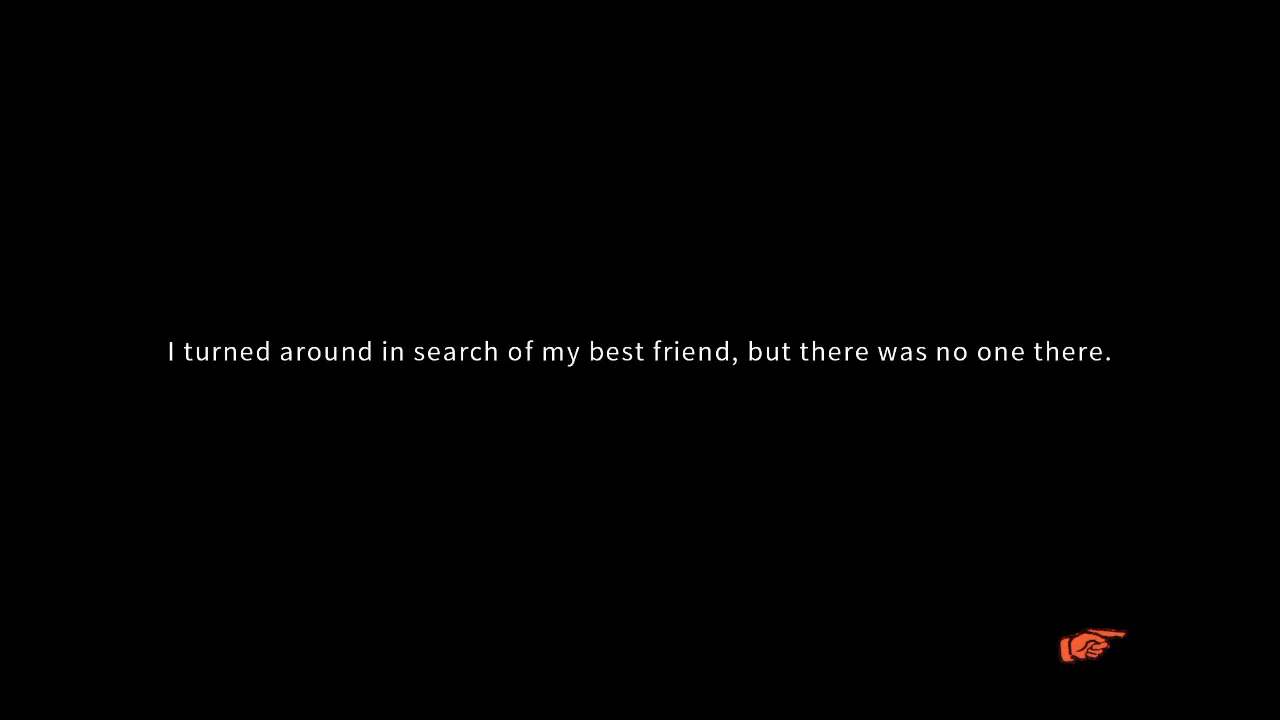 I turned around in search of my best friend, but there was no one there.